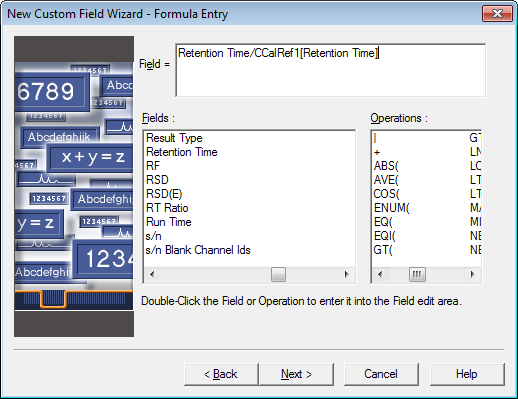 New Custom Field Wizard - Formula Entry
Field =
Retention Time/CCalRef1[Retention Time]
Fields :
Operations :
Result Type
Retention Time
RF
RSD
RSD(E)
RT Ratio
Run Time
s/n
s/n Blank Channel Ids
| GT
+ LN
ABS( LO
AVE( LT
COS( LT
ENUM( MA
EQ( MI
EQI( NE
GT( NE
6789
1234567
Abcdefghijk
x+y=z
1234567
y=z
1234
Abcdefghijk
Double-Click the Field or Operation to enter it into the Field edit area.
< Back
Next >
Cancel
Help